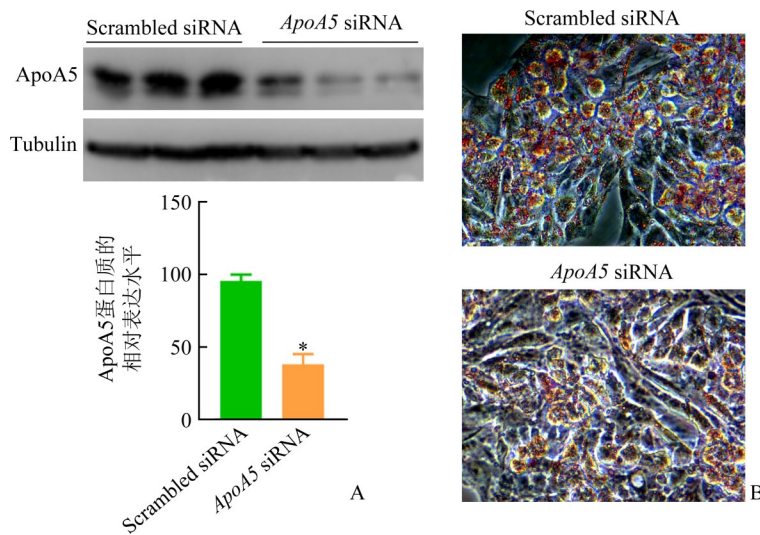 Scrambled siRNA
ApoA5 siRNA
ApoA5
Tubulin
150
100
50
0
ApoA5蛋白质的
相对表达水平
*
Scrambled siRNA
ApoA5 siRNA
A
Scrambled siRNA
ApoA5 siRNA
B